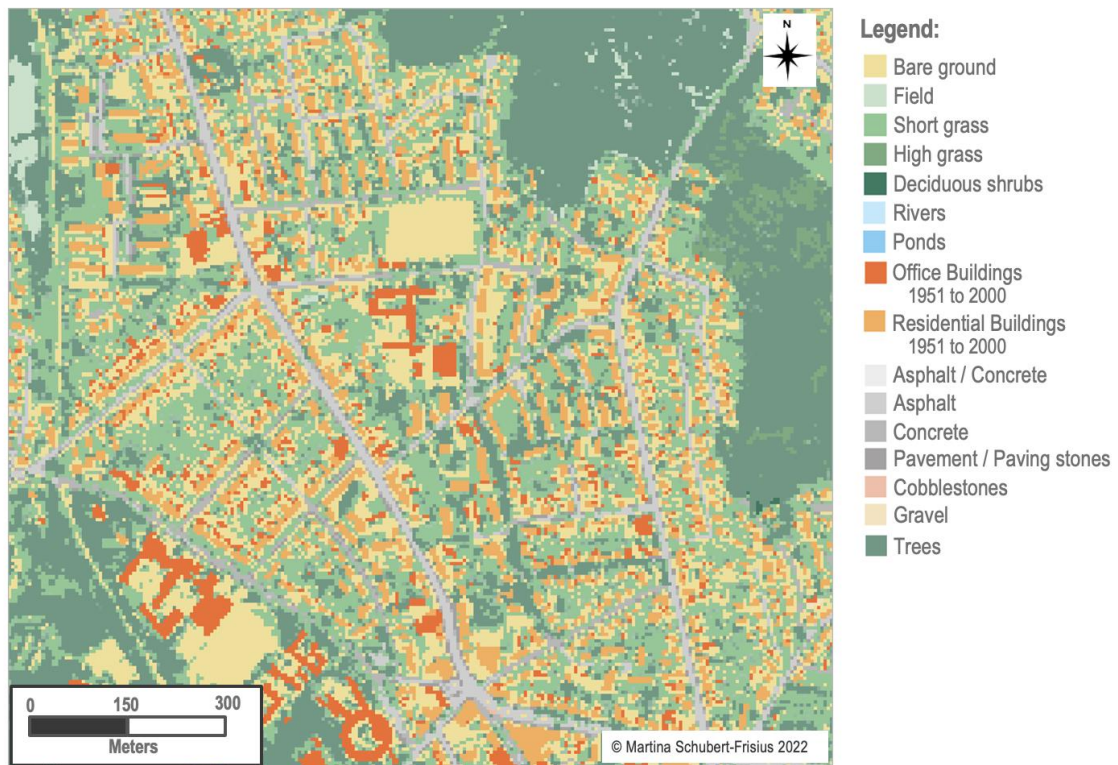 N
Legend:
Bare ground
Field
Short grass
High grass
Deciduous shrubs
Rivers
Ponds
Office Buildings
1951 to 2000
Residential Buildings
1951 to 2000
Asphalt / Concrete
Asphalt
Concrete
Pavement / Paving stones
Cobblestones
Gravel
Trees
0 150 300
Meters
© Martina Schubert-Frisius 2022